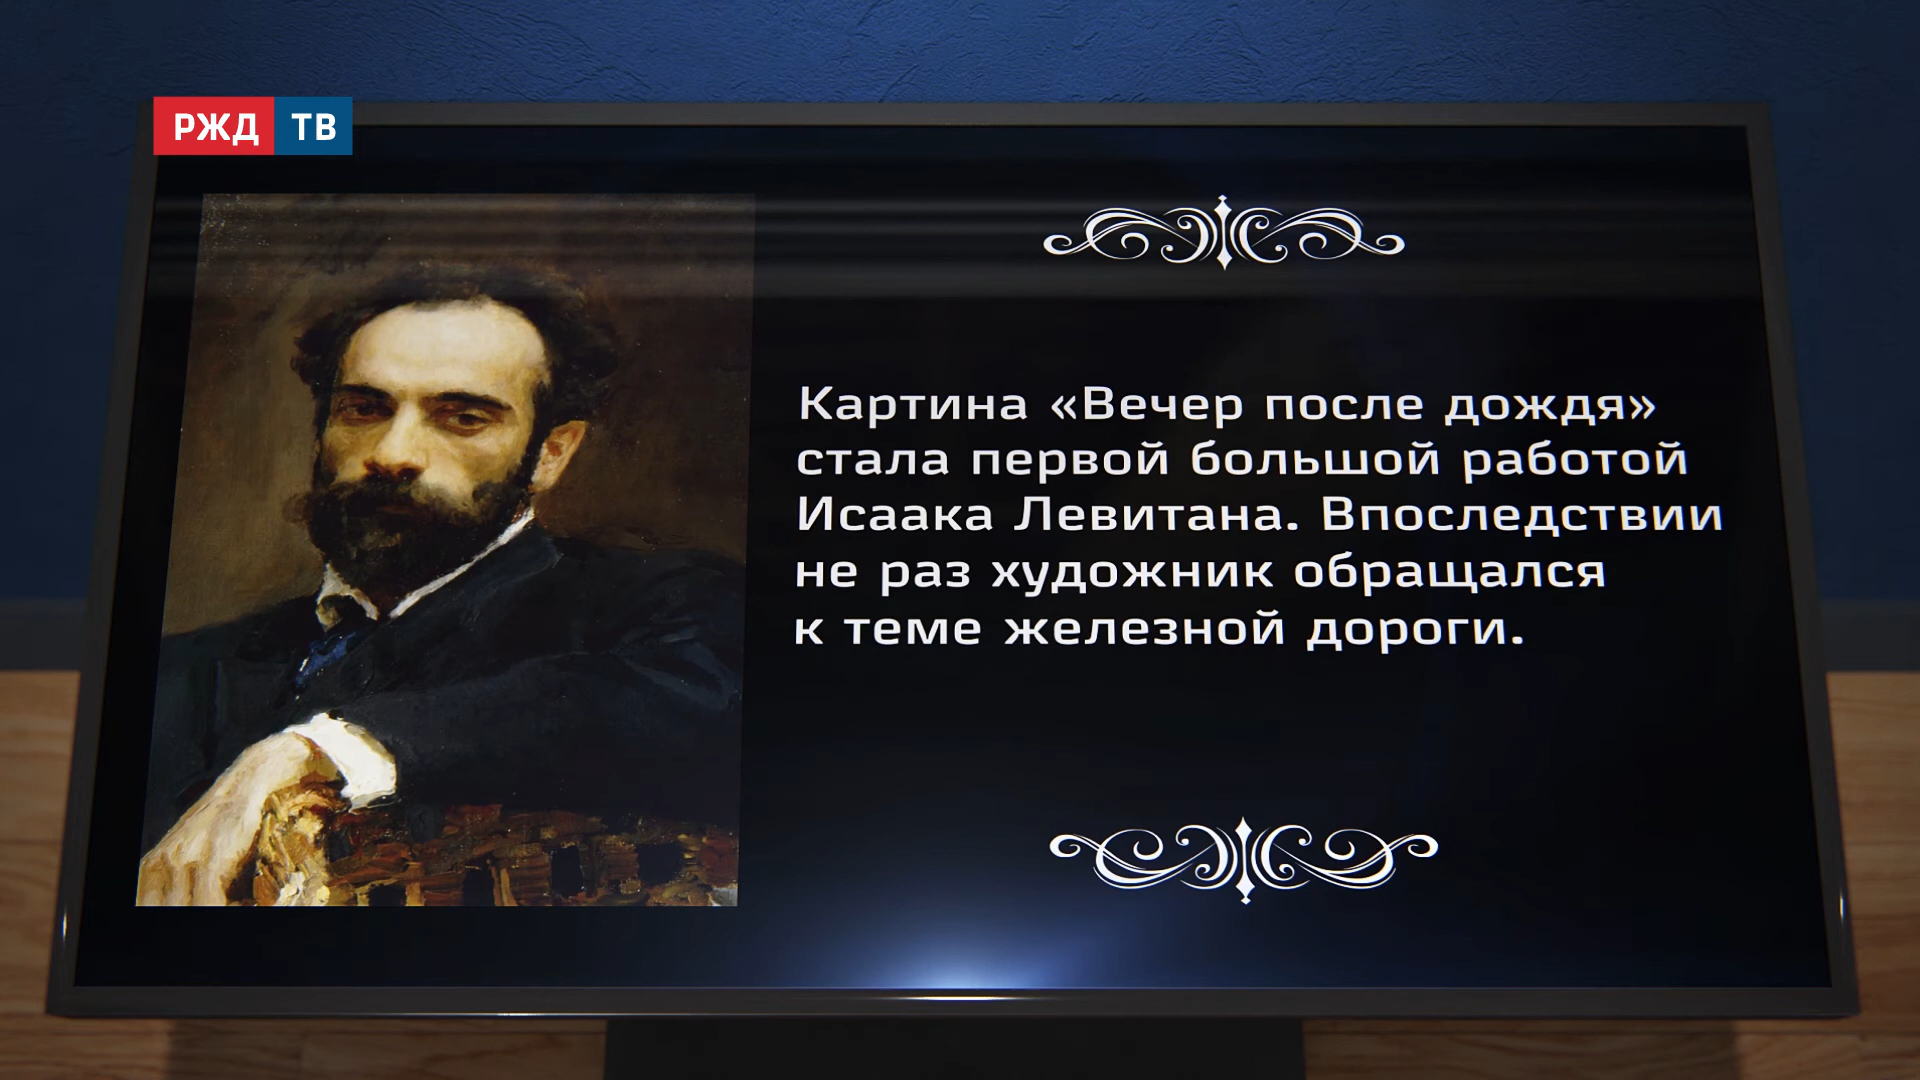 РЖД ТВ
Картина «Вечер после дождя»
стала первой большой работой
Исаака Левитана. Впоследствии
не раз художник обращался
к теме железной дороги.